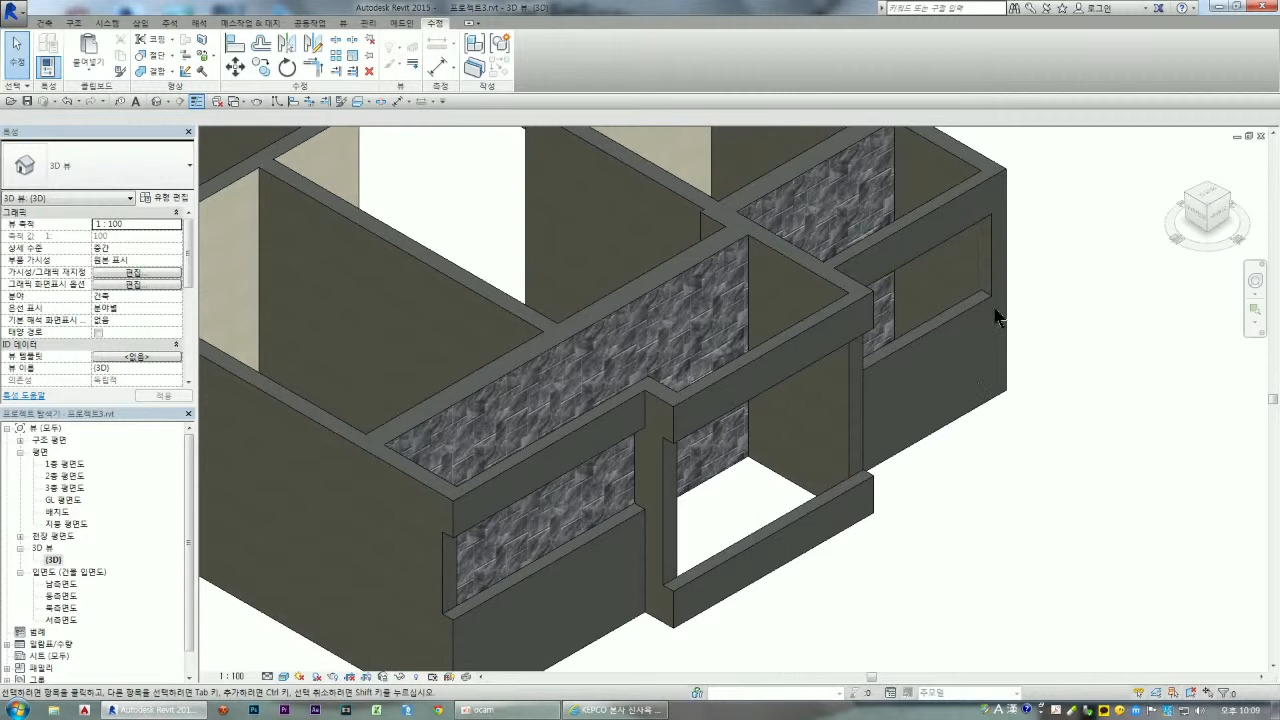 Autodesk Revit 2015 - 프로젝트3.rvt - 3D 뷰: {3D}
키워드 또는 구절 입력
로그인
건축 구조 시스템 삽입 주석 해석 매스작업 & 대지 공동작업 뷰 관리 애드인 수정
수정 붙여넣기 코핑 절단 결합
선택 특성 클립보드 형상 수정 뷰 측정 작성
특성
3D 뷰
3D 뷰: {3D} 유형 편집
그래픽
뷰 축척 1 : 100
축척 값 1: 100
상세 수준 중간
부품 가시성 원본 표시
가시성/그래픽 재지정 편집...
그래픽 화면표시 옵션 편집...
분야 건축
은선 표시 분야별
기본 해석 화면표시 ... 없음
태양 경로
ID 데이터
뷰 템플릿 <없음>
뷰 이름 {3D}
의존성 독립적
특성 도움말 적용
프로젝트 탐색기 - 프로젝트3.rvt
뷰 (모두)
구조 평면
평면
1층 평면도
2층 평면도
3층 평면도
GL 평면도
배치도
지붕 평면도
천장 평면도
3D 뷰
{3D}
입면도 (건물 입면도)
남측면도
동측면도
북측면도
서측면도
범례
일람표/수량
시트 (모두)
패밀리
그룹
1 : 100
선택하려면 항목을 클릭하고, 다른 항목을 선택하려면 Tab 키, 추가하려면 Ctrl 키, 선택 취소하려면 Shift 키를 누르십시오.
:0 주모델 :0
Autodesk Revit 201... ocam KEPCO 본사 신사옥 ...
A 漢 오후 10:09